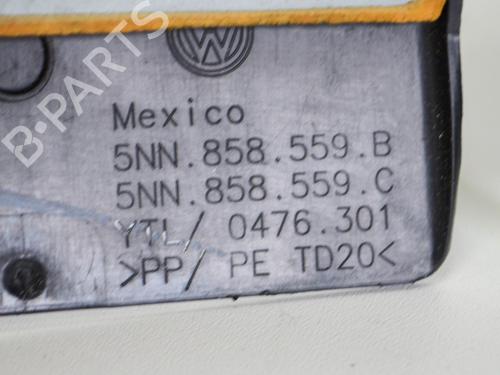 B-PARTS
Mexico
5NN.858.559.B
5NN.858.559.C
YTL/ 0476.301
>PP/ PE TD20<